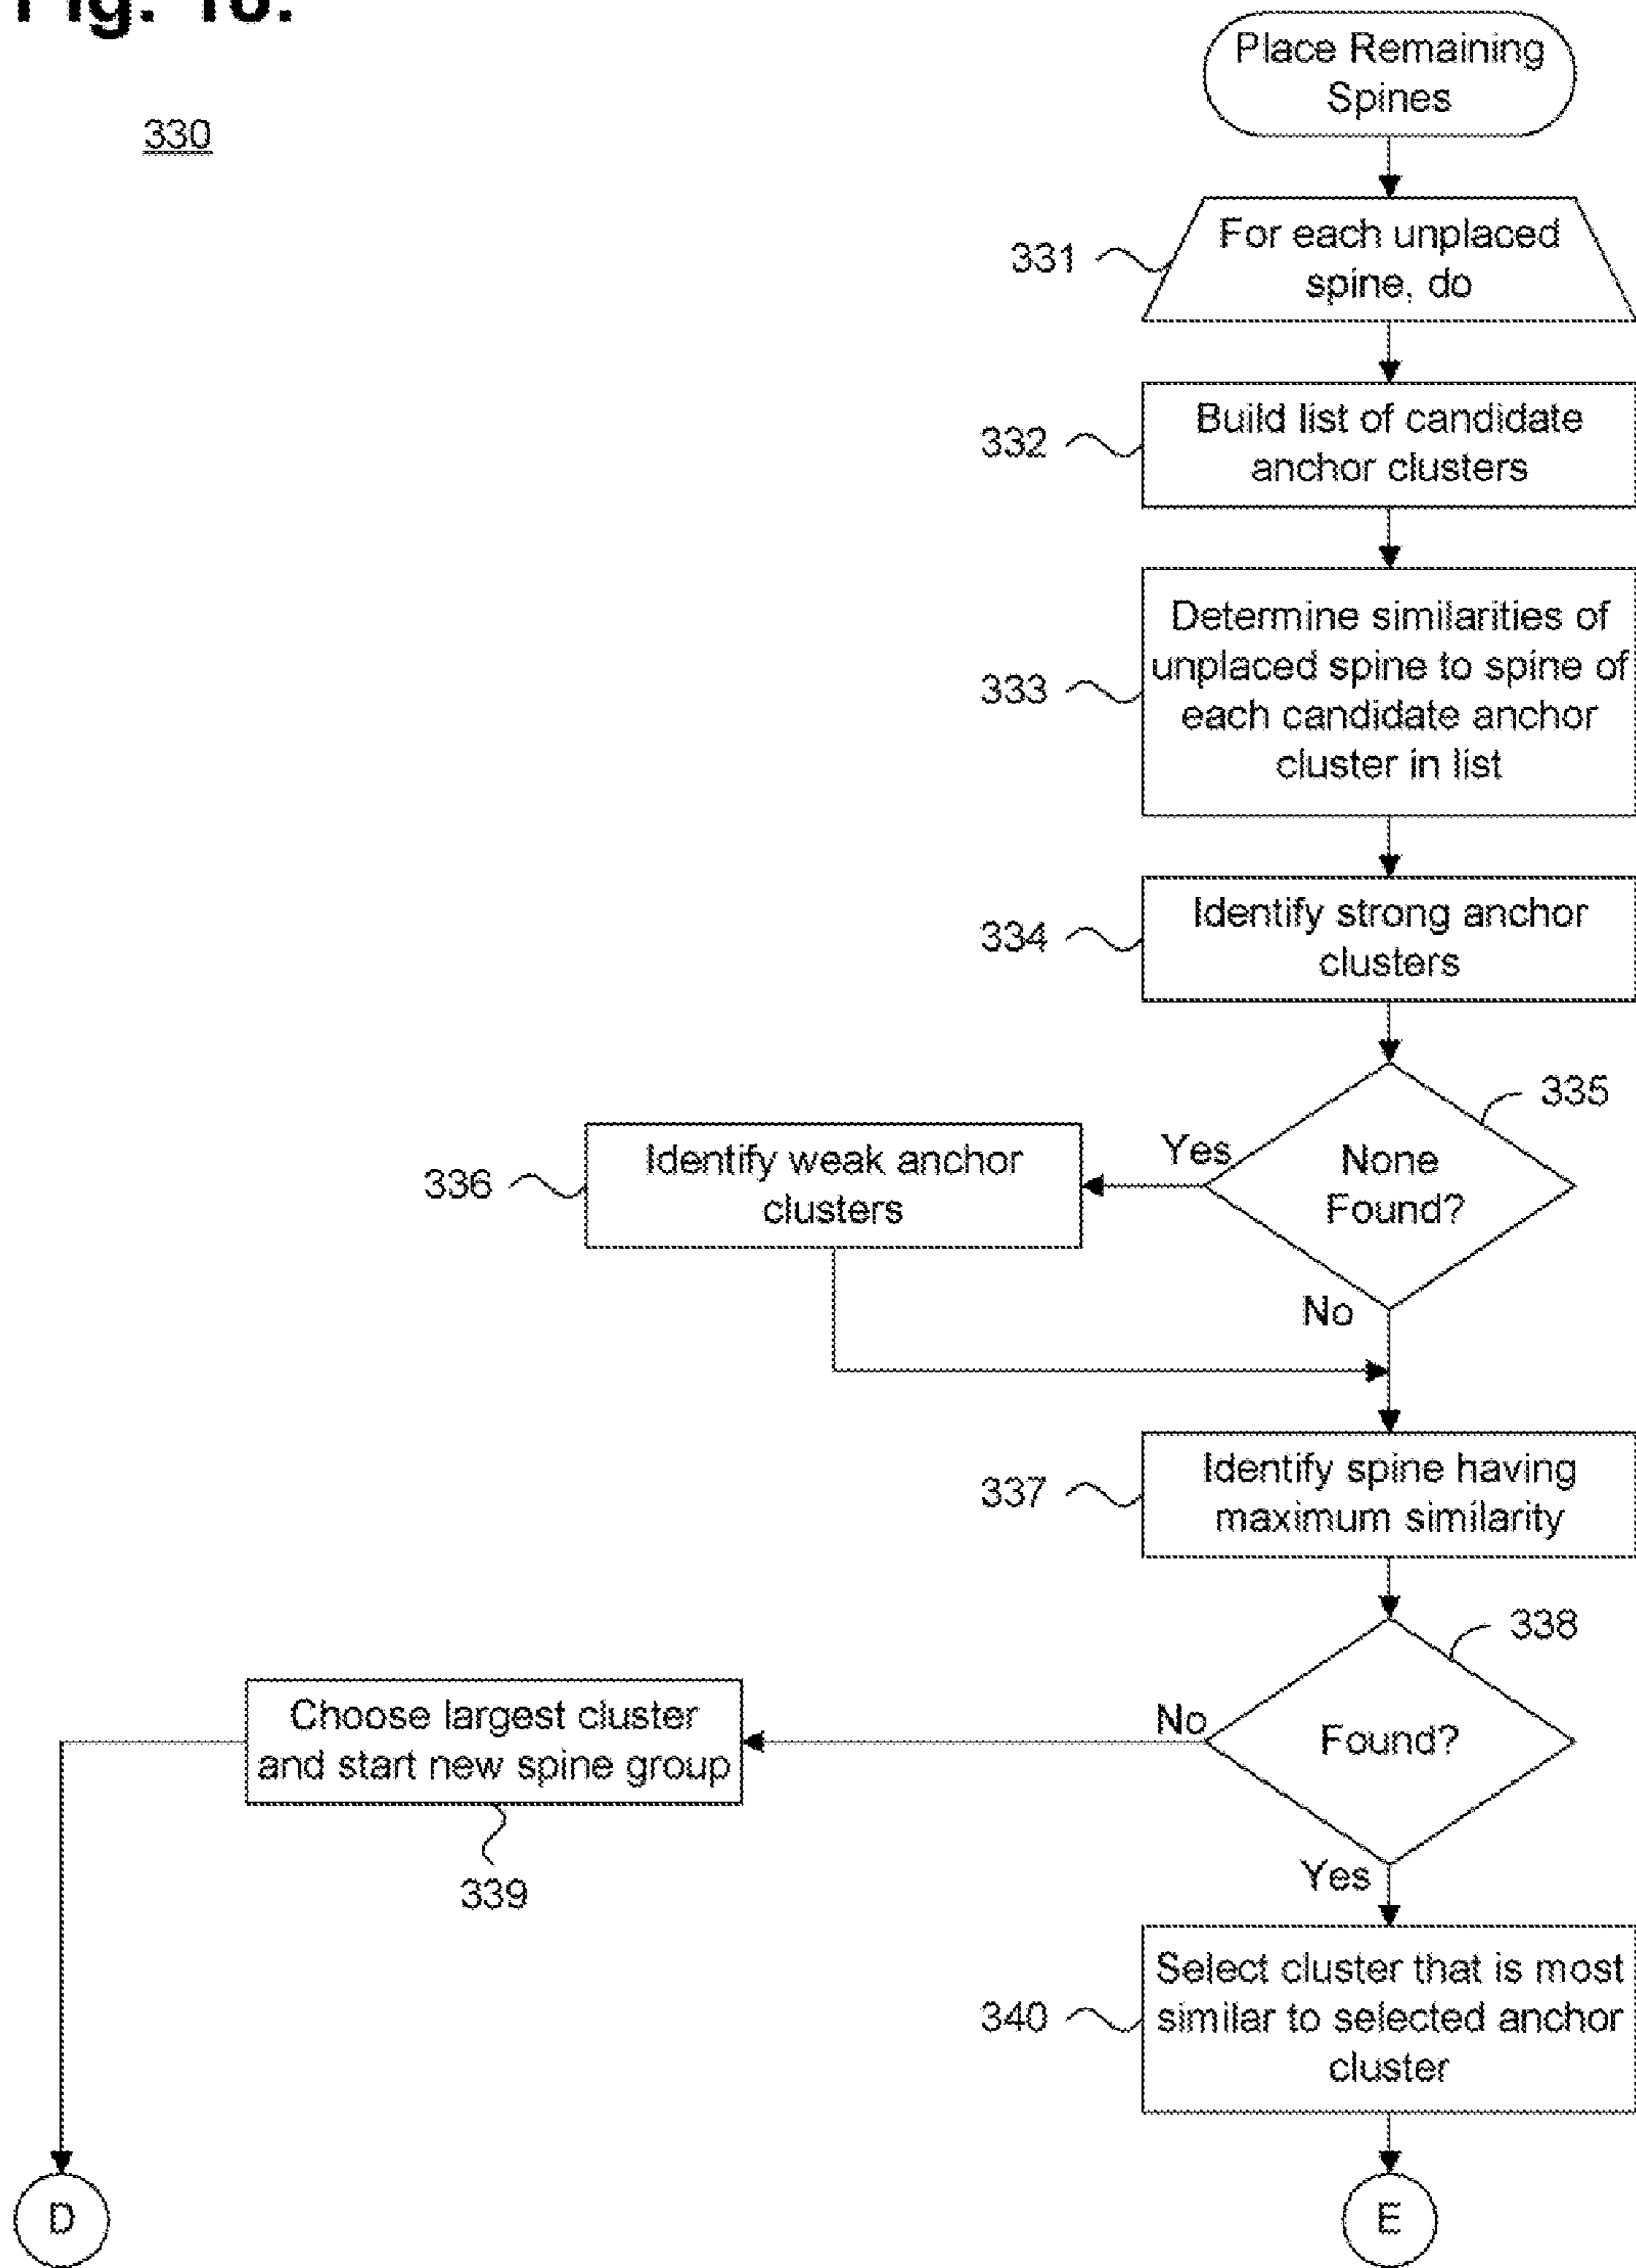 Fig. 18.
330
Place Remaining
Spines
331
For each unplaced
spine, do
332
Build list of candidate
anchor clusters
333
Determine similarities of
unplaced spine to spine of
each candidate anchor
cluster in list
334
Identify strong anchor
clusters
335
None
Found?
Yes
336
Identify weak anchor
clusters
No
337
Identify spine having
maximum similarity
338
Found?
No
Choose largest cluster
and start new spine group
339
Yes
340
Select cluster that is most
similar to selected anchor
cluster
D
E